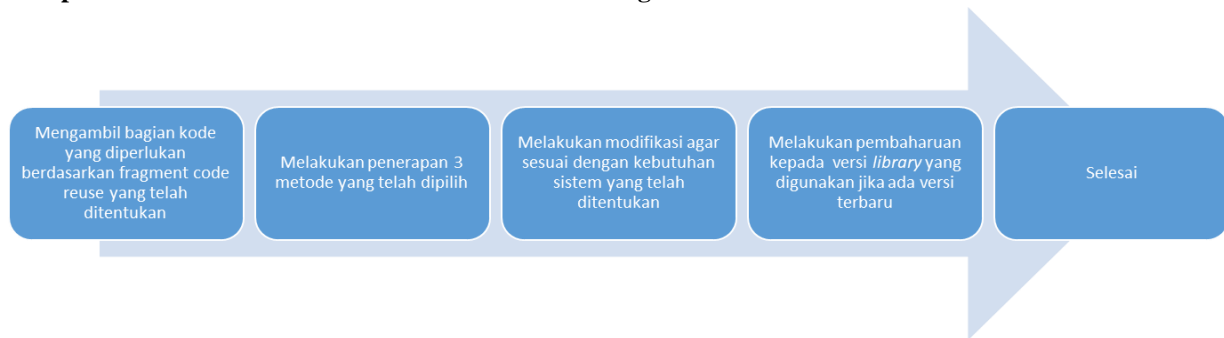 Mengambil bagian kode
yang diperlukan
berdasarkan fragment code
reuse yang telah
ditentukan
Melakukan penerapan 3
metode yang telah dipilih
Melakukan modifikasi agar
sesuai dengan kebutuhan
sistem yang telah
ditentukan
Melakukan pembaharuan
kepada versi library yang
digunakan jika ada versi
terbaru
Selesai